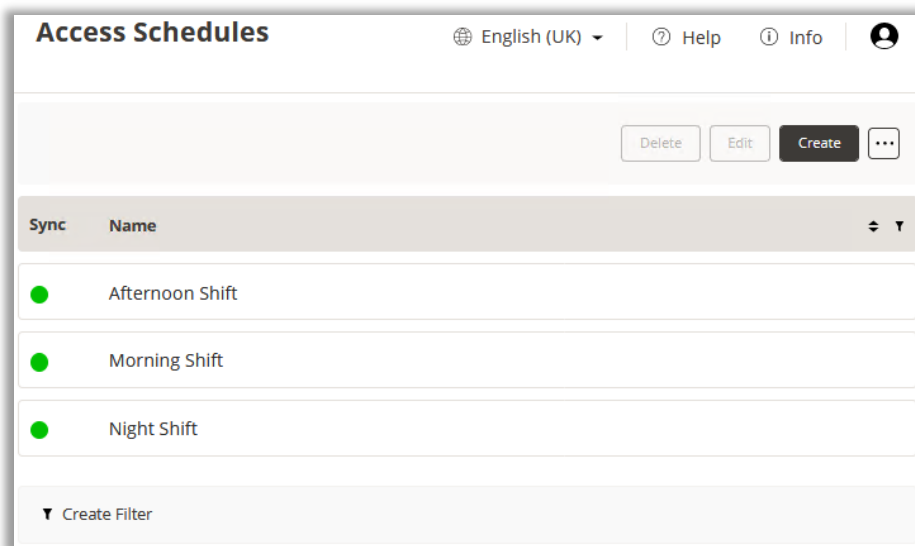 Access Schedules
English (UK)
Help
Info
Delete
Edit
Create
Sync
Name
Afternoon Shift
Morning Shift
Night Shift
Create Filter